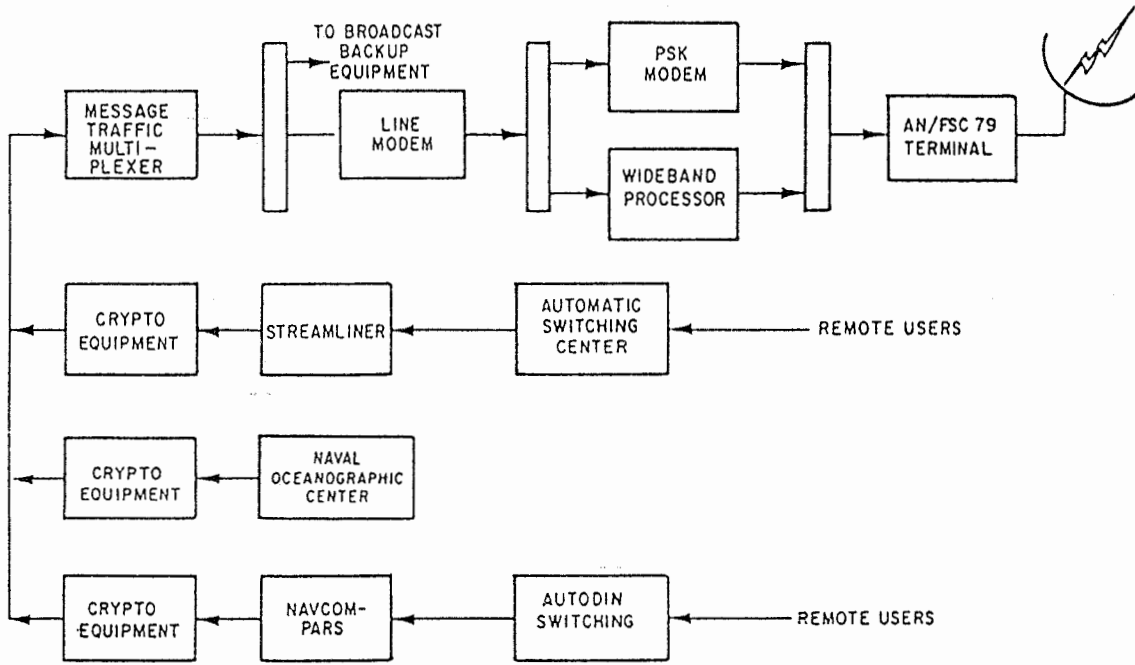 TO BROADCAST
BACKUP
EQUIPMENT
MESSAGE
TRAFFIC
MULTI-
PLEXER
LINE
MODEM
PSK
MODEM
WIDEBAND
PROCESSOR
AN/FSC 79
TERMINAL
CRYPTO
EQUIPMENT
STREAMLINER
AUTOMATIC
SWITCHING
CENTER
REMOTE USERS
CRYPTO
EQUIPMENT
NAVAL
OCEANOGRAPHIC
CENTER
CRYPTO
EQUIPMENT
NAVCOM-
PARS
AUTODIN
SWITCHING
REMOTE USERS